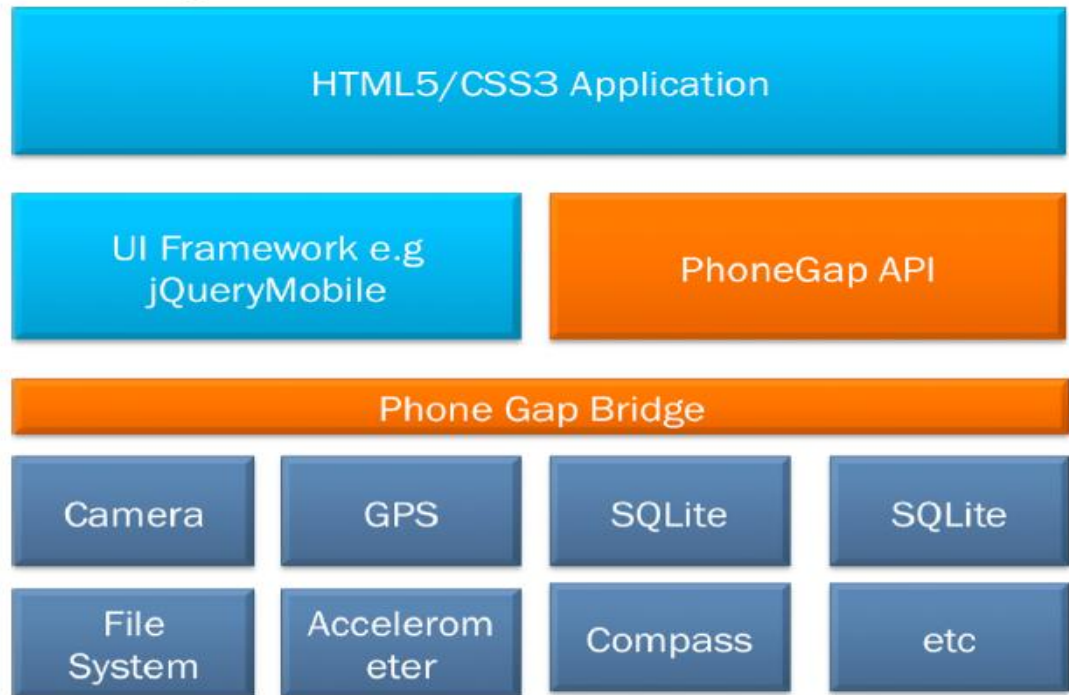 HTML5/CSS3 Application
UI Framework e.g
jQueryMobile
PhoneGap API
Phone Gap Bridge
Camera
GPS
SQLite
SQLite
File
System
Accelerom
eter
Compass
etc